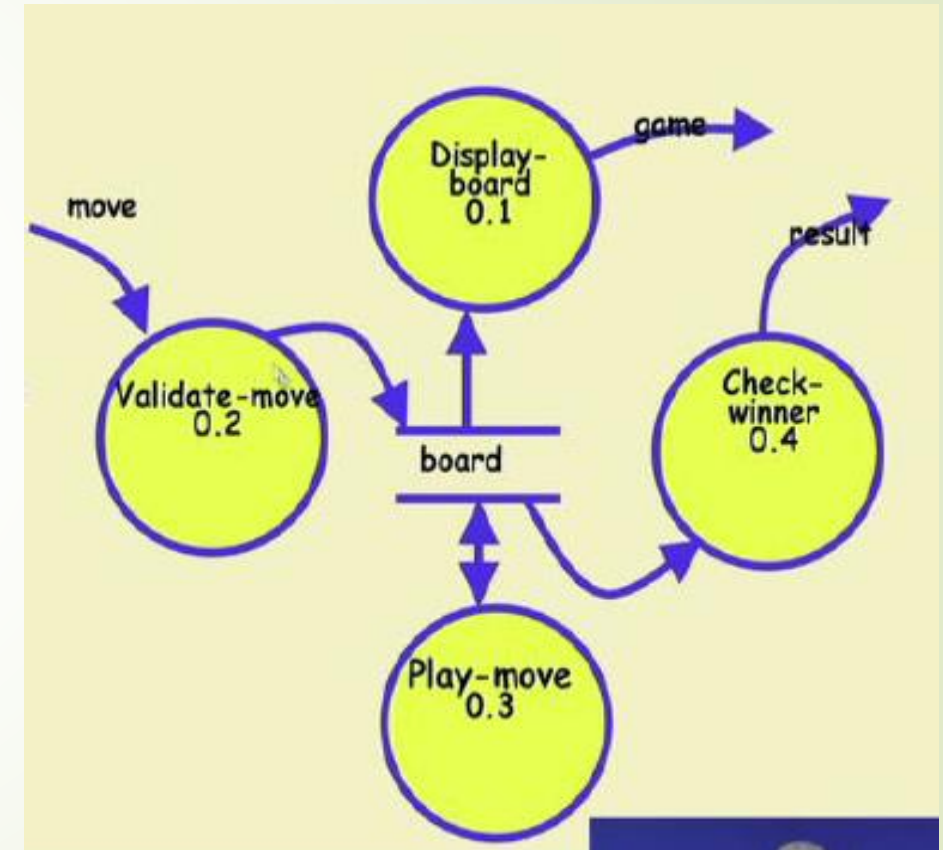 Display-
board
0.1
game
move
result
Validate-move
0.2
Check-
winner
0.4
board
Play-move
0.3